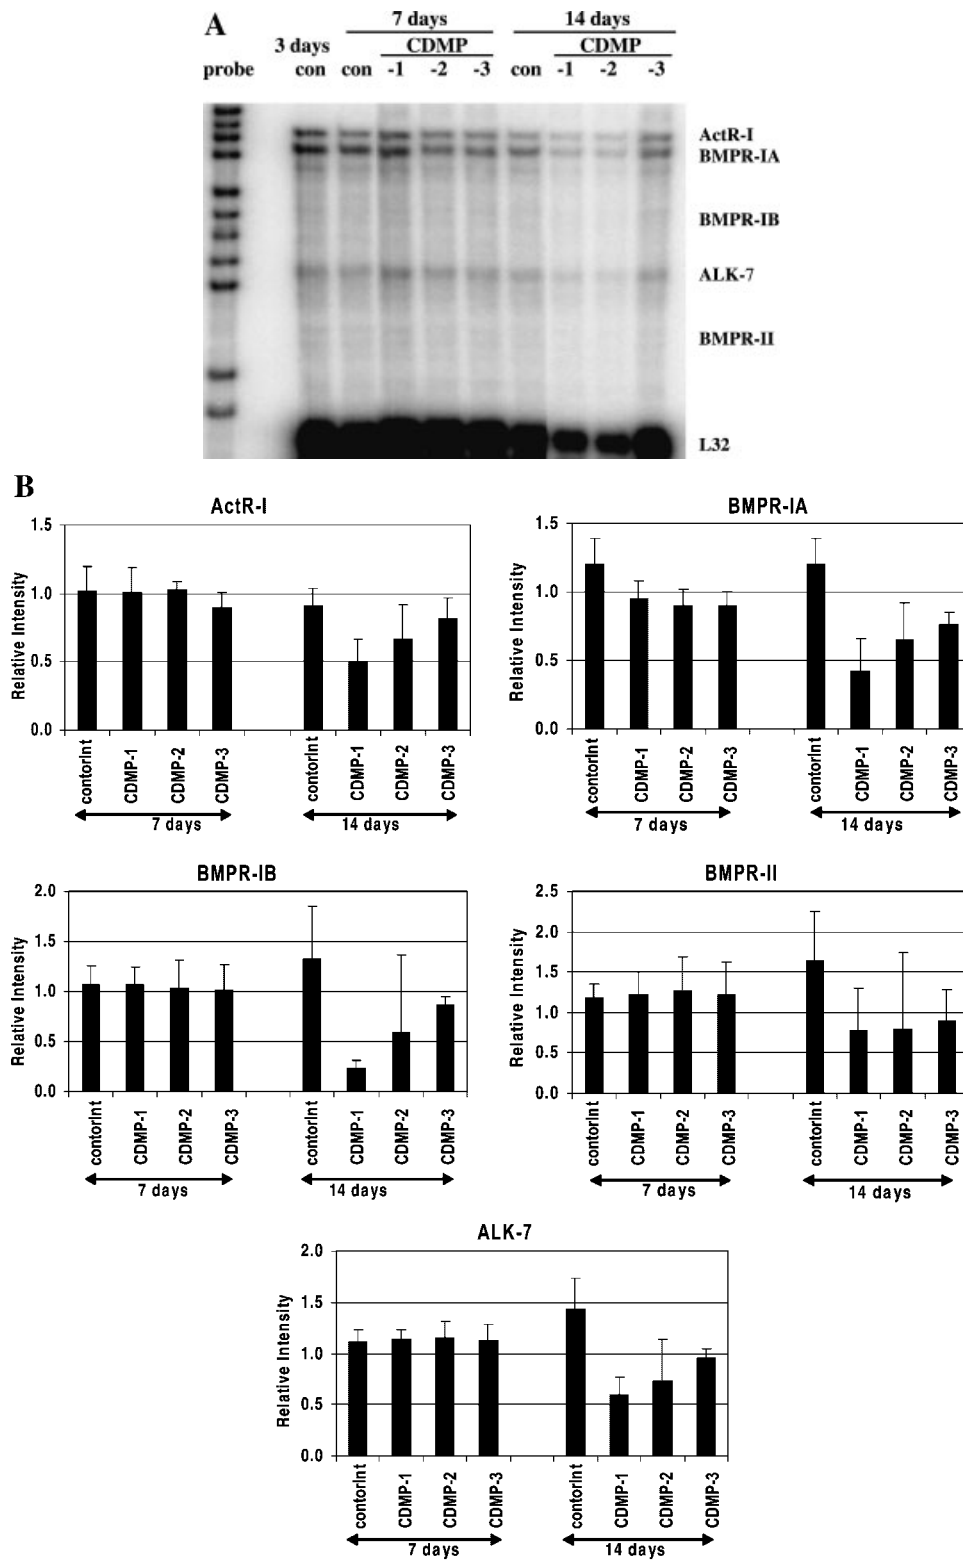 A
7 days 14 days
3 days CDMP CDMP
probe con con -1 -2 -3 con -1 -2 -3
ActR-I
BMPR-IA
BMPR-IB
ALK-7
BMPR-II
L32
B
ActR-I
1.5
1.0
0.5
0.0
Relative Intensity
contorlnt CDMP-1 CDMP-2 CDMP-3 contorlnt CDMP-1 CDMP-2 CDMP-3
7 days 14 days
BMPR-IA
1.5
1.0
0.5
0.0
Relative Intensity
contorlnt CDMP-1 CDMP-2 CDMP-3 contorlnt CDMP-1 CDMP-2 CDMP-3
7 days 14 days
BMPR-IB
2.0
1.5
1.0
0.5
0.0
Relative Intensity
contorlnt CDMP-1 CDMP-2 CDMP-3 contorlnt CDMP-1 CDMP-2 CDMP-3
7 days 14 days
BMPR-II
2.5
2.0
1.5
1.0
0.5
0.0
Relative Intensity
contorlnt CDMP-1 CDMP-2 CDMP-3 contorlnt CDMP-1 CDMP-2 CDMP-3
7 days 14 days
ALK-7
2.0
1.5
1.0
0.5
0.0
Relative Intensity
contorlnt CDMP-1 CDMP-2 CDMP-3 contorlnt CDMP-1 CDMP-2 CDMP-3
7 days 14 days